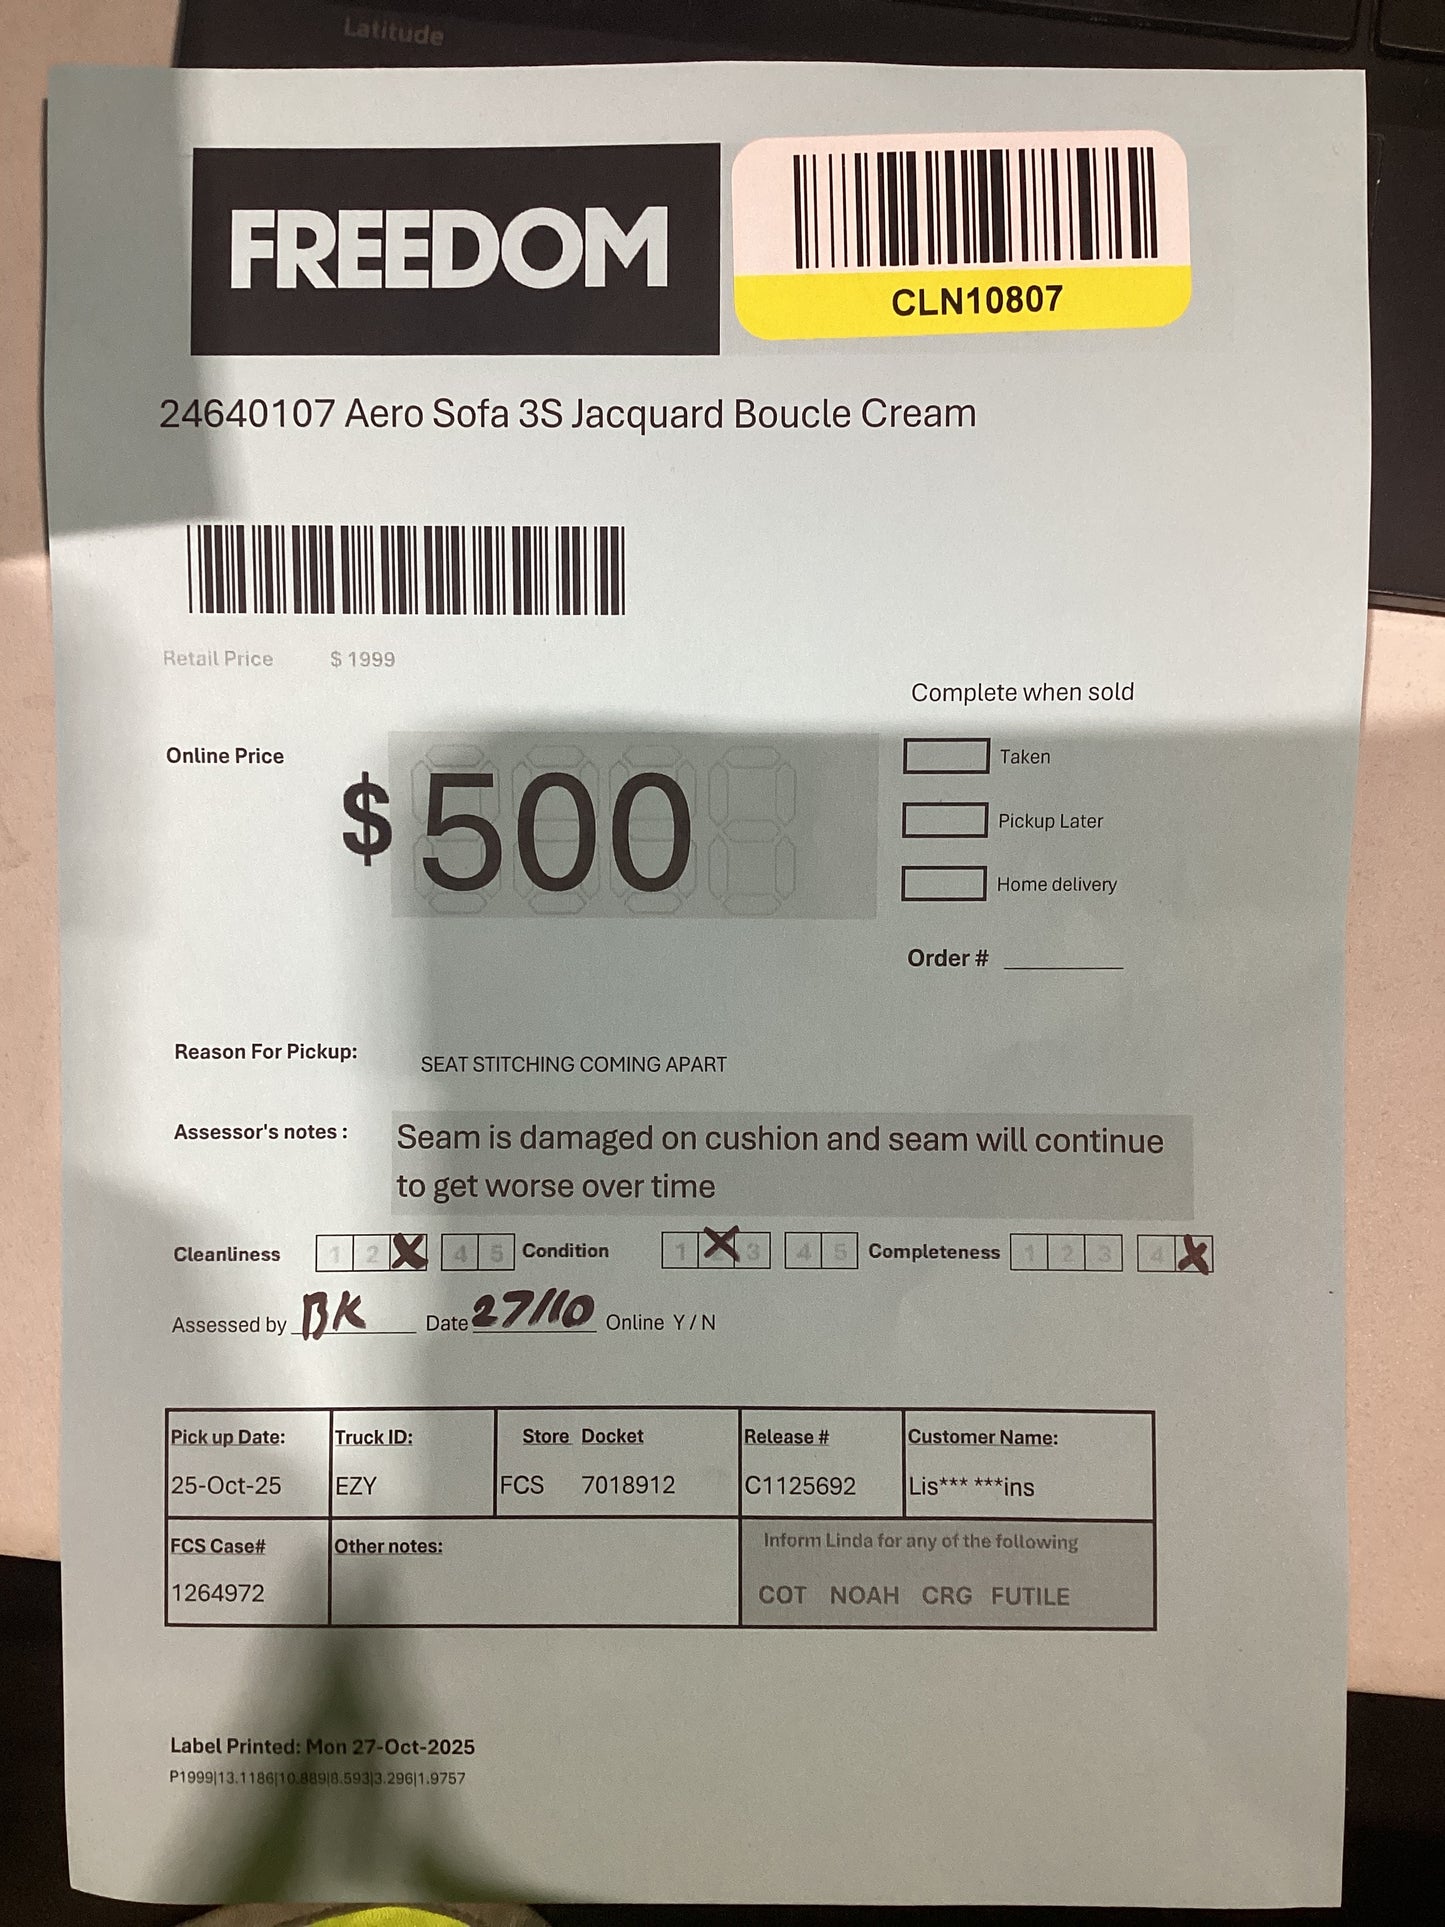 Latitude
FREEDOM
CLN10807
24640107 Aero Sofa 3S Jacquard Boucle Cream
Retail Price $ 1999
Complete when sold
Online Price
$ 500
Taken
Pickup Later
Home delivery
Order #
Reason For Pickup: SEAT STITCHING COMING APART
Assessor's notes : Seam is damaged on cushion and seam will continue
to get worse over time
Cleanliness 1 2 X 4 5 Condition 1 X 3 4 5 Completeness 1 2 3 4 X
Assessed by BK Date 27/10 Online Y / N
Pick up Date: Truck ID: Store Docket Release # Customer Name:
25-Oct-25 EZY FCS 7018912 C1125692 Lis*** ***ins
FCS Case# Other notes: Inform Linda for any of the following
1264972 COT NOAH CRG FUTILE
Label Printed: Mon 27-Oct-2025
P1999|13.1186|10.889|8.593|3.296|1.9757